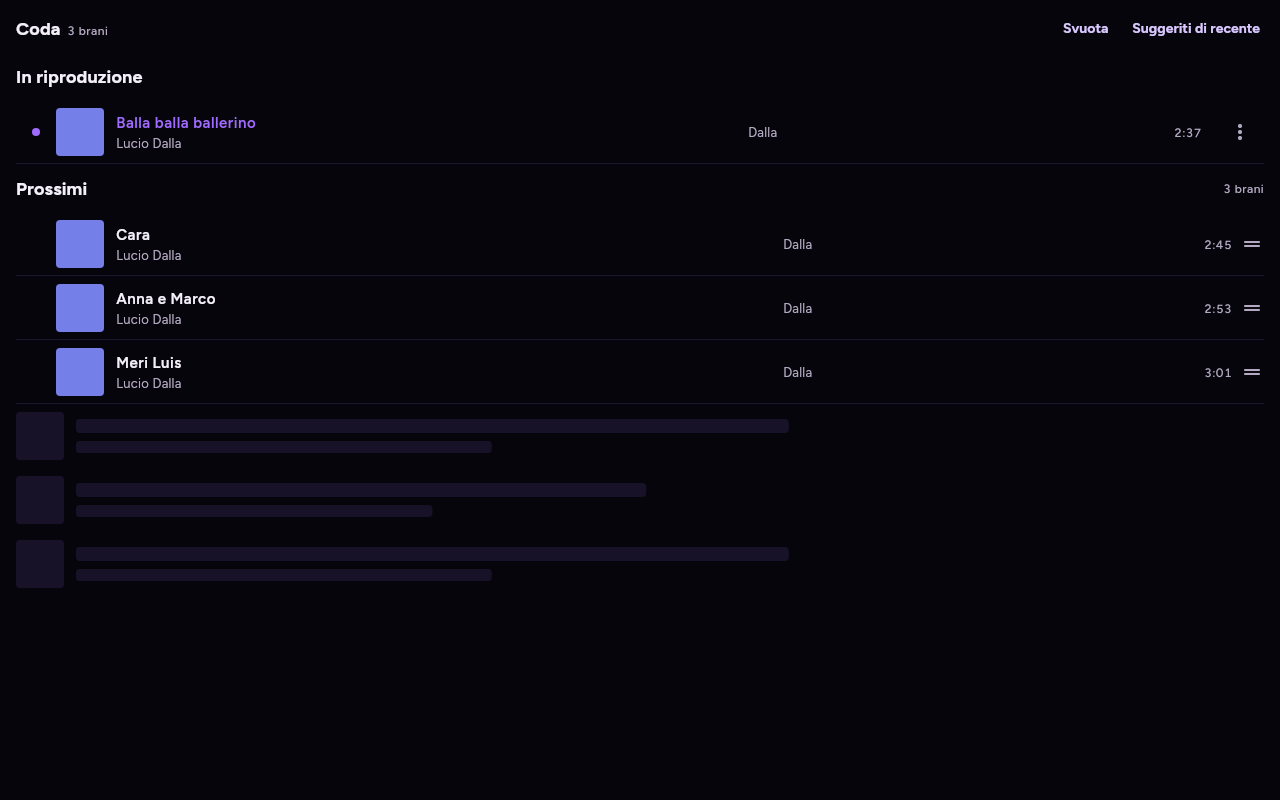 Coda 3 brani Svuota Suggeriti di recente
In riproduzione
Balla balla ballerino
Lucio Dalla
Dalla
2:37
Prossimi 3 brani
Cara
Lucio Dalla
Dalla
2:45
Anna e Marco
Lucio Dalla
Dalla
2:53
Meri Luis
Lucio Dalla
Dalla
3:01